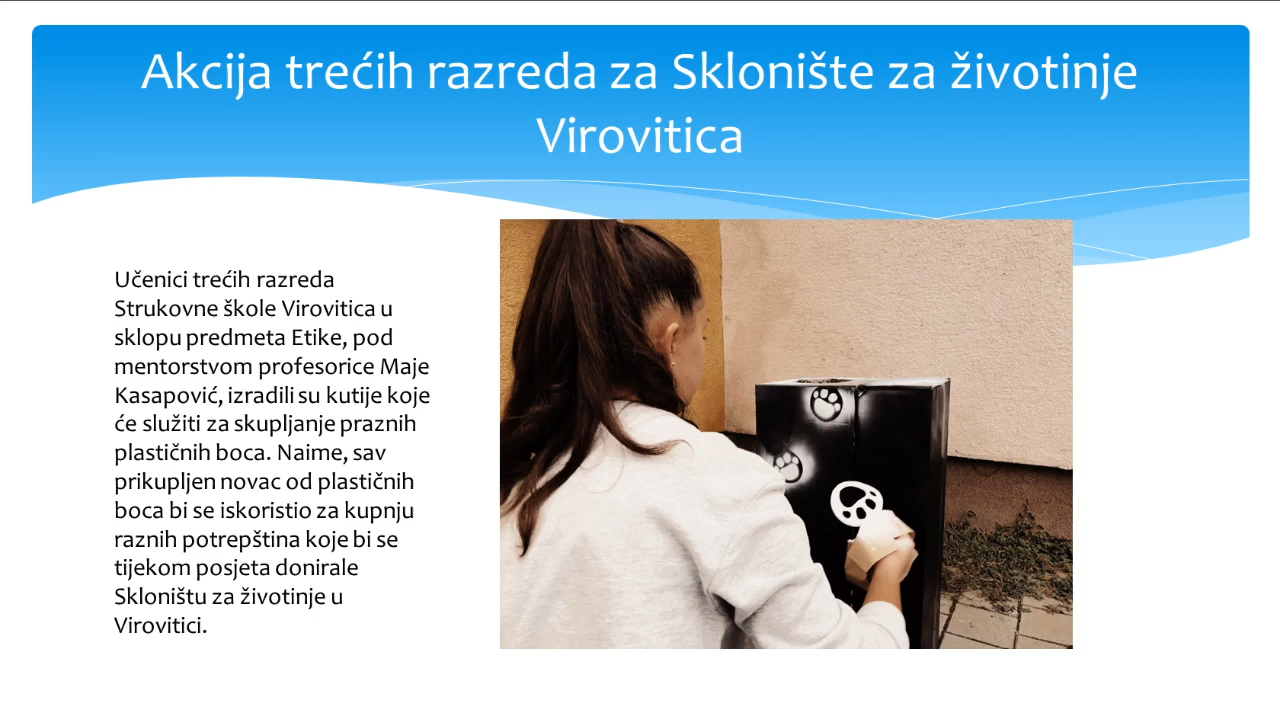 Akcija trećih razreda za Sklonište za životinje
Virovitica
Učenici trećih razreda
Strukovne škole Virovitica u
sklopu predmeta Etike, pod
mentorstvom profesorice Maje
Kasapović, izradili su kutije koje
će služiti za skupljanje praznih
plastičnih boca. Naime, sav
prikupljen novac od plastičnih
boca bi se iskoristio za kupnju
raznih potrepština koje bi se
tijekom posjeta donirale
Skloništu za životinje u
Virovitici.